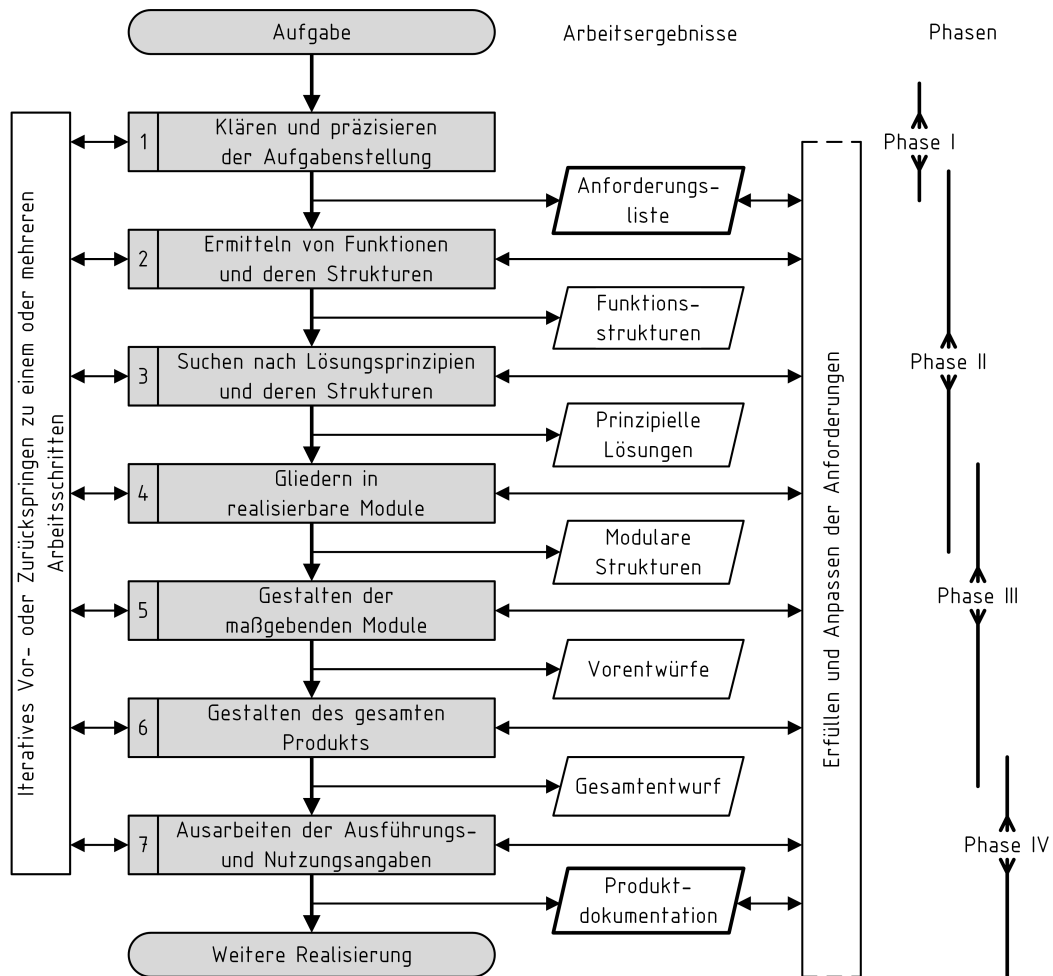 Aufgabe
Arbeitsergebnisse
Phasen
Iteratives Vor- oder Zurückspringen zu einem oder mehreren
Arbeitsschritten
1
Klären und präzisieren
der Aufgabenstellung
Anforderungs-
liste
2
Ermitteln von Funktionen
und deren Strukturen
Funktions-
strukturen
3
Suchen nach Lösungsprinzipien
und deren Strukturen
Prinzipielle
Lösungen
4
Gliedern in
realisierbare Module
Modulare
Strukturen
5
Gestalten der
maßgebenden Module
Vorentwürfe
6
Gestalten des gesamten
Produkts
Gesamtentwurf
7
Ausarbeiten der Ausführungs-
und Nutzungsangaben
Produkt-
dokumentation
Weitere Realisierung
Erfüllen und Anpassen der Anforderungen
Phase I
Phase II
Phase III
Phase IV